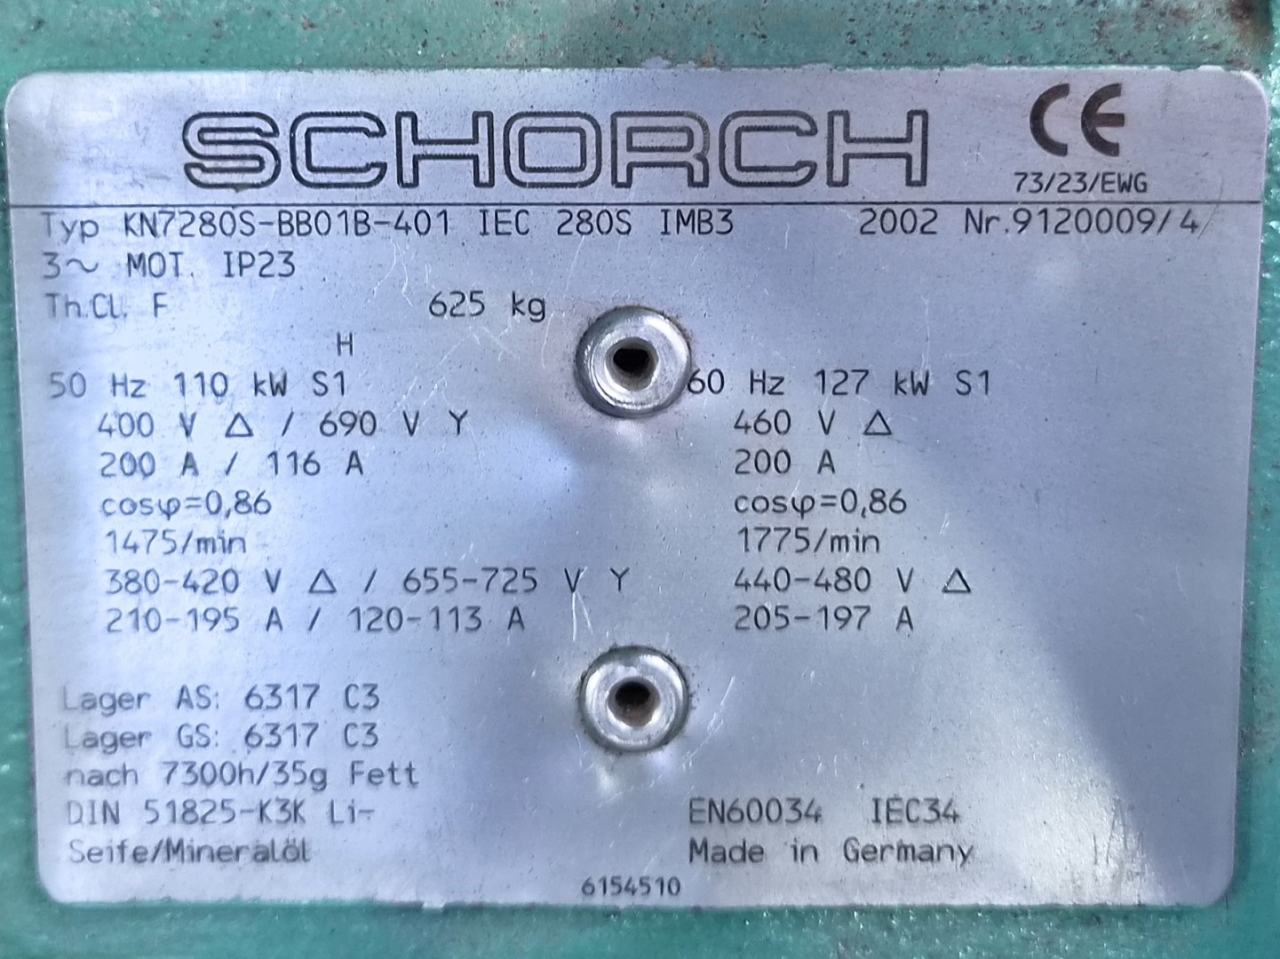 SCHORCH CE
73/23/EWG
Typ KN7280S-BB01B-401 IEC 280S IMB3 2002 Nr.9120009/4
3~ MOT. IP23
Th.Cl. F 625 kg
H
50 Hz 110 kW S1 60 Hz 127 kW S1
400 V Δ / 690 V Y 460 V Δ
200 A / 116 A 200 A
cosφ=0,86 cosφ=0,86
1475/min 1775/min
380-420 V Δ / 655-725 V Y 440-480 V Δ
210-195 A / 120-113 A 205-197 A
Lager AS: 6317 C3
Lager GS: 6317 C3
nach 7300h/35g Fett
DIN 51825-K3K Li- EN60034 IEC34
Seife/Mineralöl Made in Germany
6154510